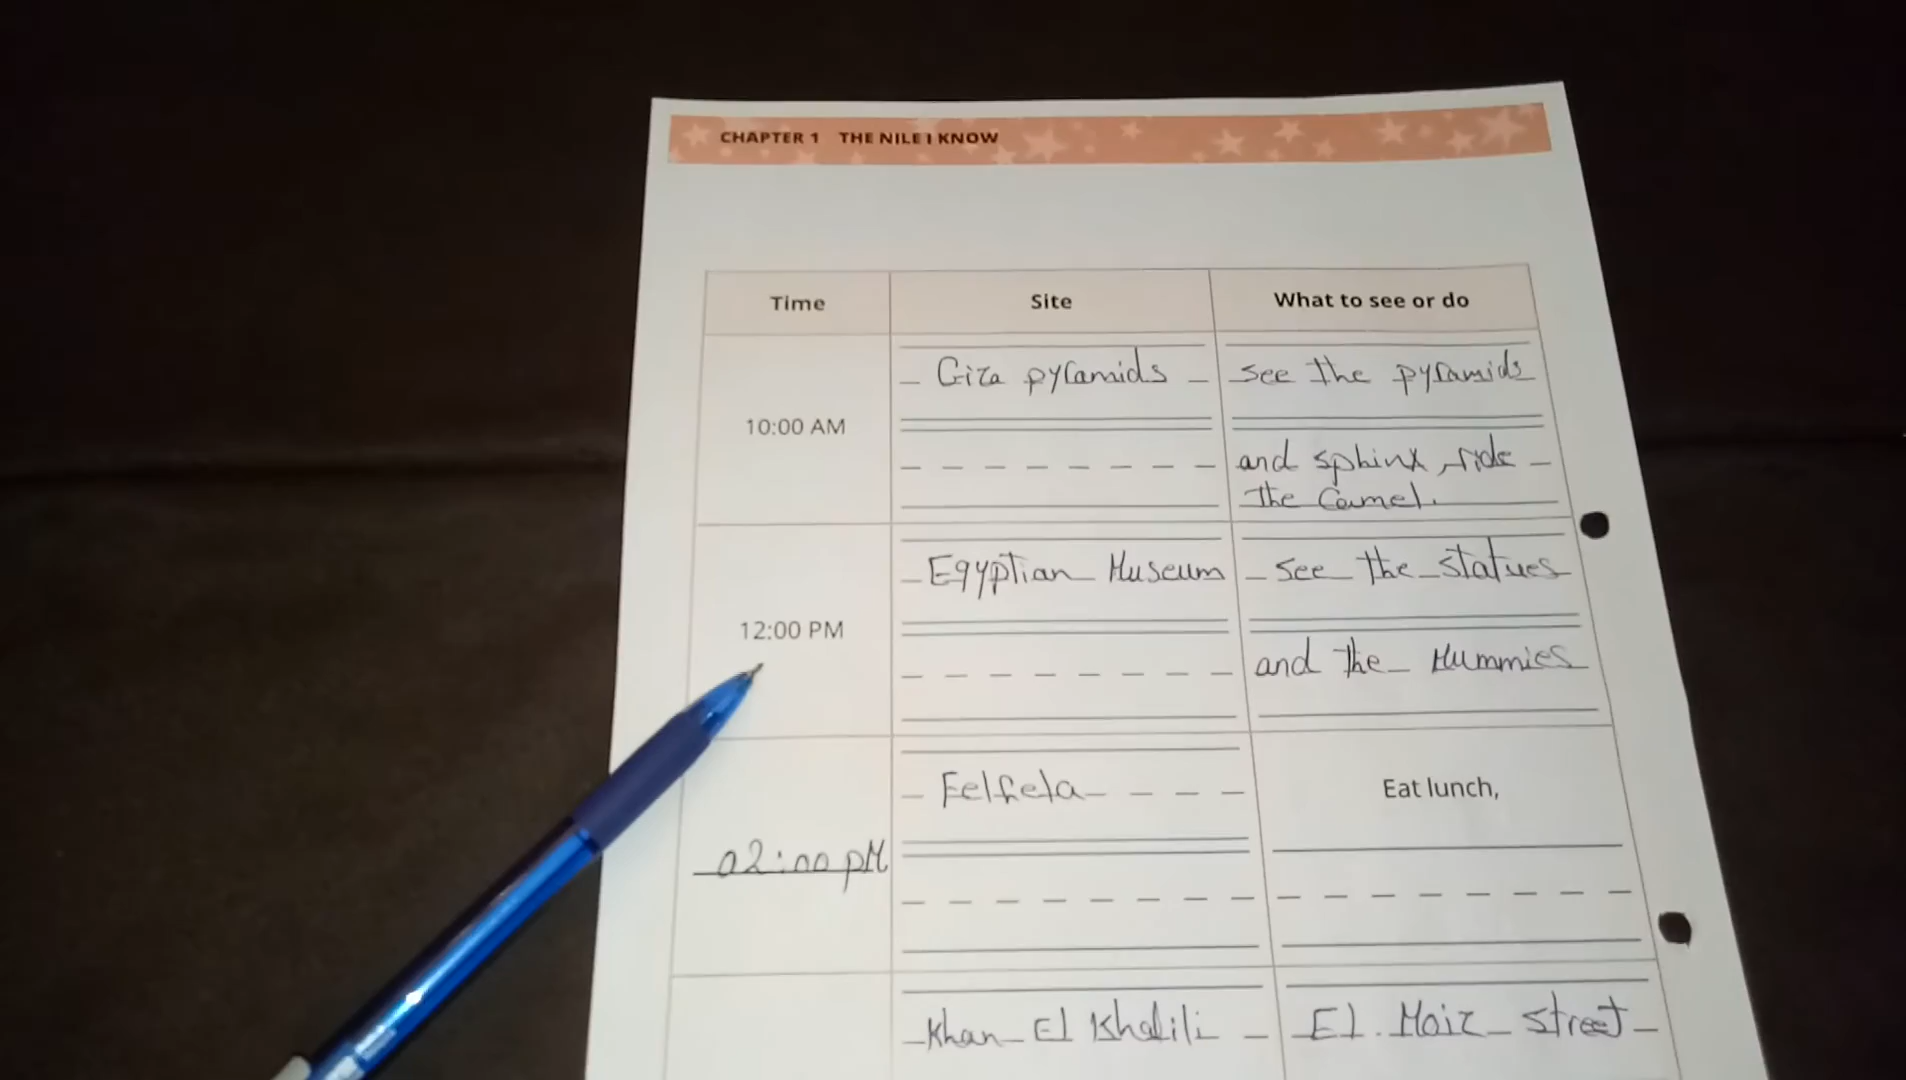 CHAPTER 1 THE NILE I KNOW
Time Site What to see or do
10:00 AM
Giza pyramids
see the pyramids
and sphinx, ride
the Camel.
12:00 PM
Egyptian Museum
see the statues
and the Mummies
02:00 pM
Felfela
Eat lunch,
Khan El Khalili
El. Moiz street